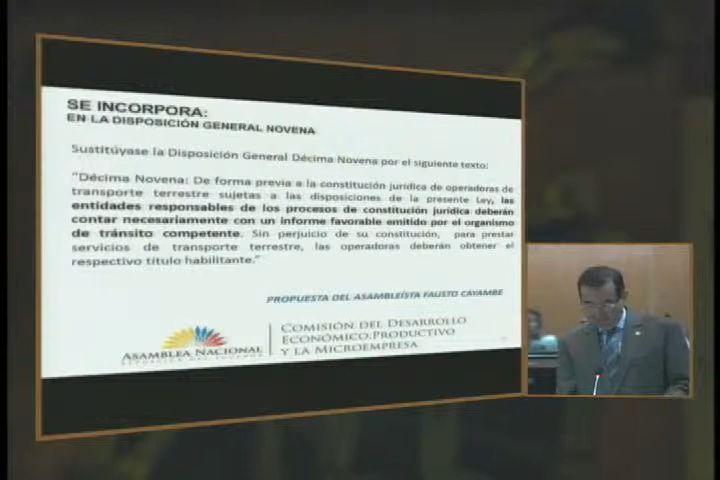 SE INCORPORA:
EN LA DISPOSICIÓN GENERAL NOVENA
Sustitúyase la Disposición General Décima Novena por el siguiente texto:
"Décima Novena: De forma previa a la constitución jurídica de operadoras de
transporte terrestre sujetas a las disposiciones de la presente Ley, las
entidades responsables de los procesos de constitución jurídica deberán
contar necesariamente con un informe favorable emitido por el organismo
de tránsito competente. Sin perjuicio de su constitución, para prestar
servicios de transporte terrestre, las operadoras deberán obtener el
respectivo título habilitante."
PROPUESTA DEL ASAMBLEÍSTA FAUSTO CAYAMBE
ASAMBLEA NACIONAL
REPÚBLICA DEL ECUADOR
COMISIÓN DEL DESARROLLO
ECONÓMICO, PRODUCTIVO
Y LA MICROEMPRESA